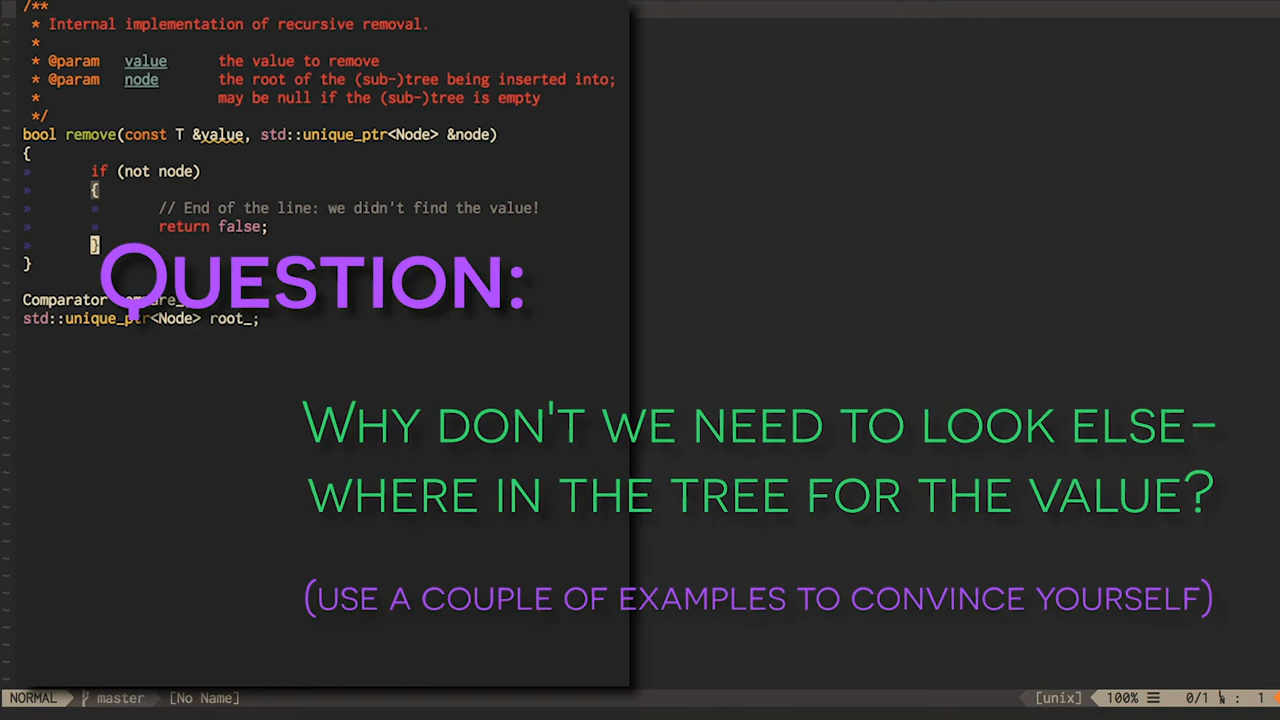 /**
* Internal implementation of recursive removal.
*
* @param value the value to remove
* @param node the root of the (sub-)tree being inserted into;
* may be null if the (sub-)tree is empty
*/
bool remove(const T &value, std::unique_ptr<Node> &node)
{
» if (not node)
» {
» » // End of the line: we didn't find the value!
» » return false;
» }
}
Question:
Comparator compare_
std::unique_ptr<Node> root_;
Why don't we need to look else-
where in the tree for the value?
(use a couple of examples to convince yourself)
NORMAL master [No Name] [unix] 100% 0/1 : 1